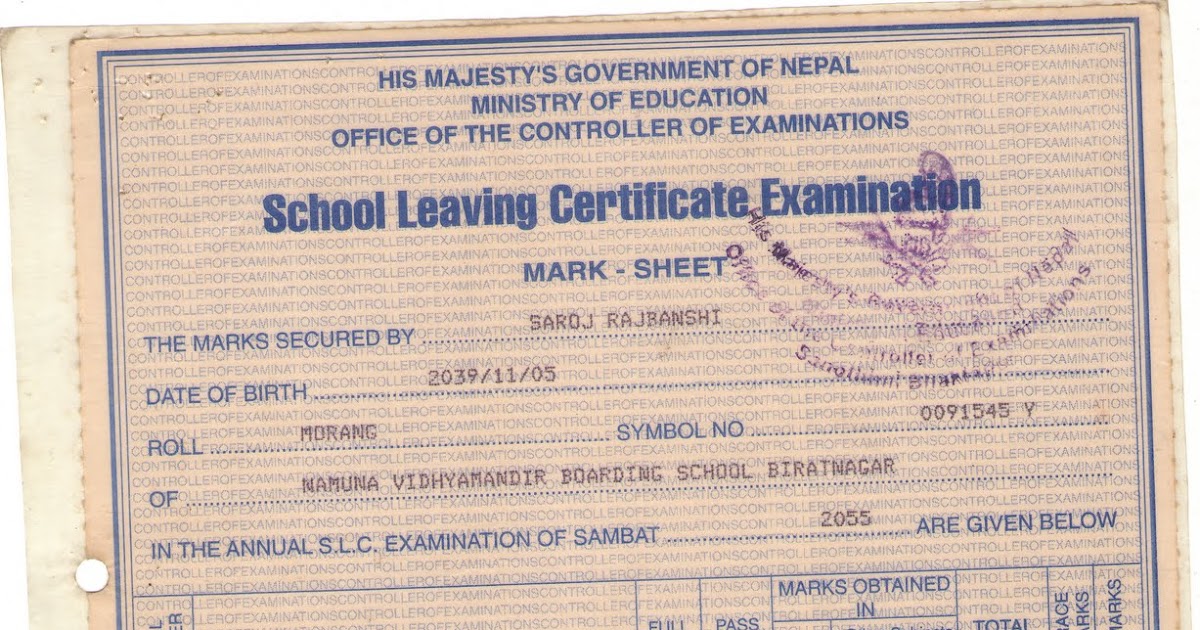 HIS MAJESTY'S GOVERNMENT OF NEPAL
MINISTRY OF EDUCATION
OFFICE OF THE CONTROLLER OF EXAMINATIONS
School Leaving Certificate Examination
MARK - SHEET
THE MARKS SECURED BY SAROJ RAJBANSHI
DATE OF BIRTH 2039/11/05
ROLL MORANG SYMBOL NO 0091545 Y
OF NAMUNA VIDHYAMANDIR BOARDING SCHOOL BIRATNAGAR
IN THE ANNUAL S.L.C. EXAMINATION OF SAMBAT 2055 ARE GIVEN BELOW
MARKS OBTAINED
IN
FULL PASS TOTAL MARKS